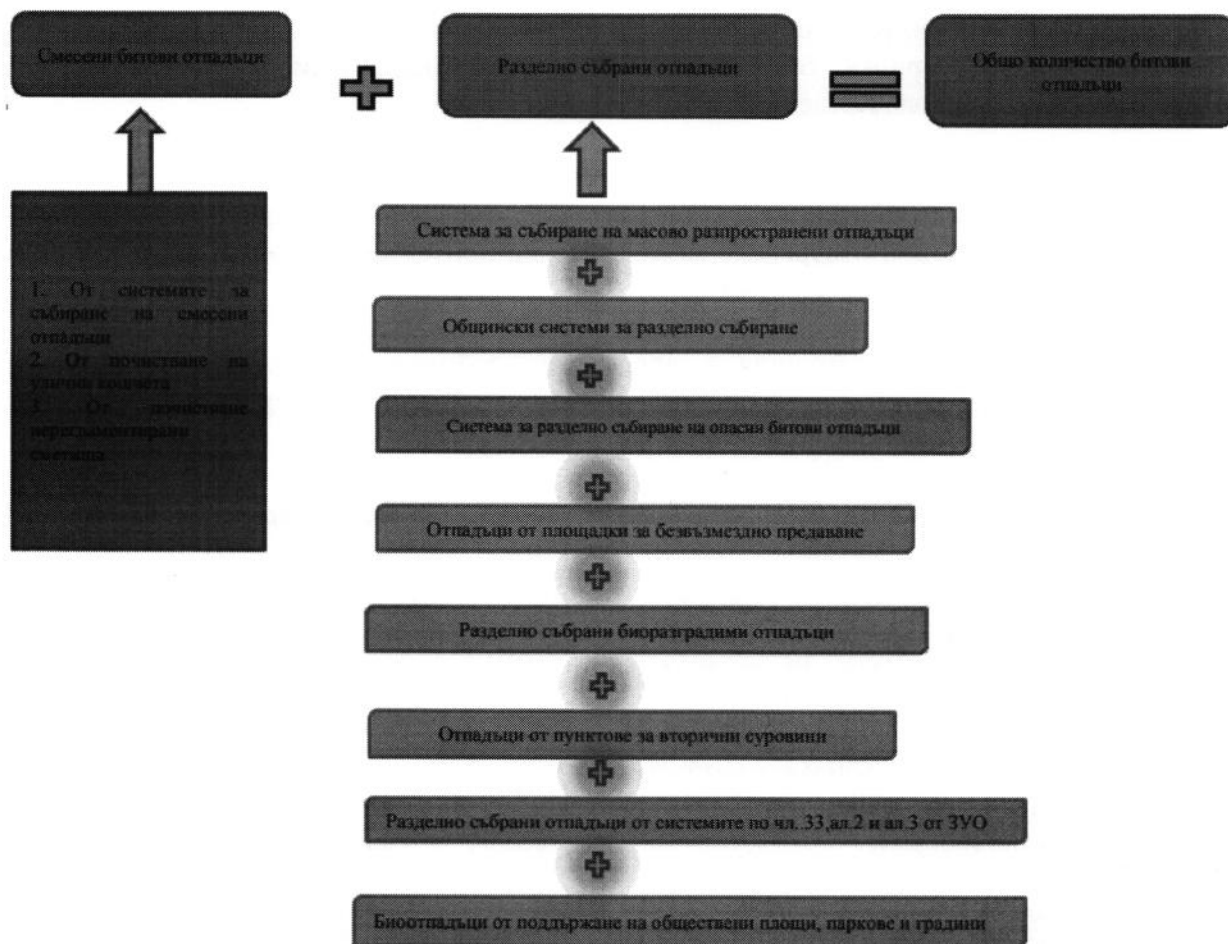 Смесени битови отпадъци
Разделно събрани отпадъци
Общо количество битови
отпадъци
1. От системите за
събиране на смесени
отпадъци
2. От почистване на
улични кошчета
3. От почистване
нерегламентирани
сметища
Система за събиране на масово разпространени отпадъци
Общински системи за разделно събиране
Система за разделно събиране на опасни битови отпадъци
Отпадъци от площадки за безвъзмездно предаване
Разделно събрани биоразградими отпадъци
Отпадъци от пунктове за вторични суровини
Разделно събрани отпадъци от системите по чл..33,ал.2 и ал.3 от ЗУО
Биоотпадъци от поддържане на обществени площи, паркове и градини